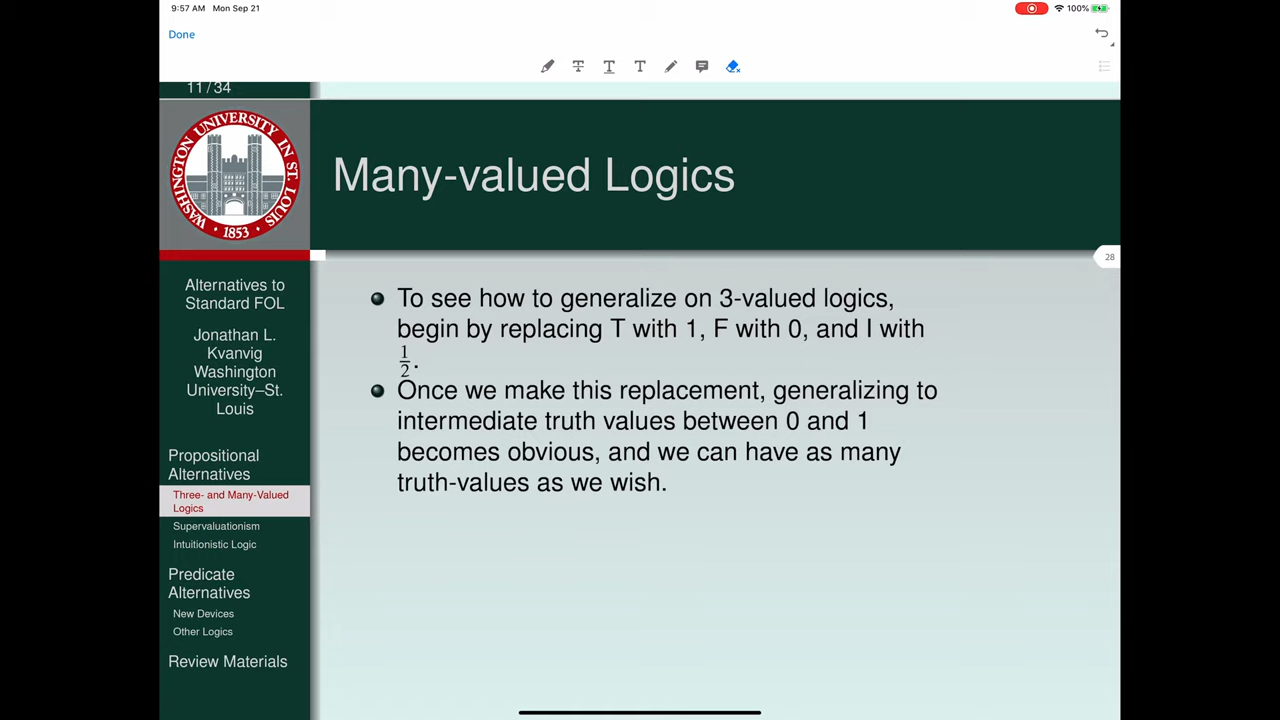 9:57 AM Mon Sep 21
100%
Done
11/34
WASHINGTON UNIVERSITY IN ST. LOUIS
1853
Many-valued Logics
28
Alternatives to
Standard FOL
Jonathan L.
Kvanvig
Washington
University–St.
Louis
Propositional
Alternatives
Three- and Many-Valued
Logics
Supervaluationism
Intuitionistic Logic
Predicate
Alternatives
New Devices
Other Logics
Review Materials
To see how to generalize on 3-valued logics,
begin by replacing T with 1, F with 0, and I with
1/2.
Once we make this replacement, generalizing to
intermediate truth values between 0 and 1
becomes obvious, and we can have as many
truth-values as we wish.